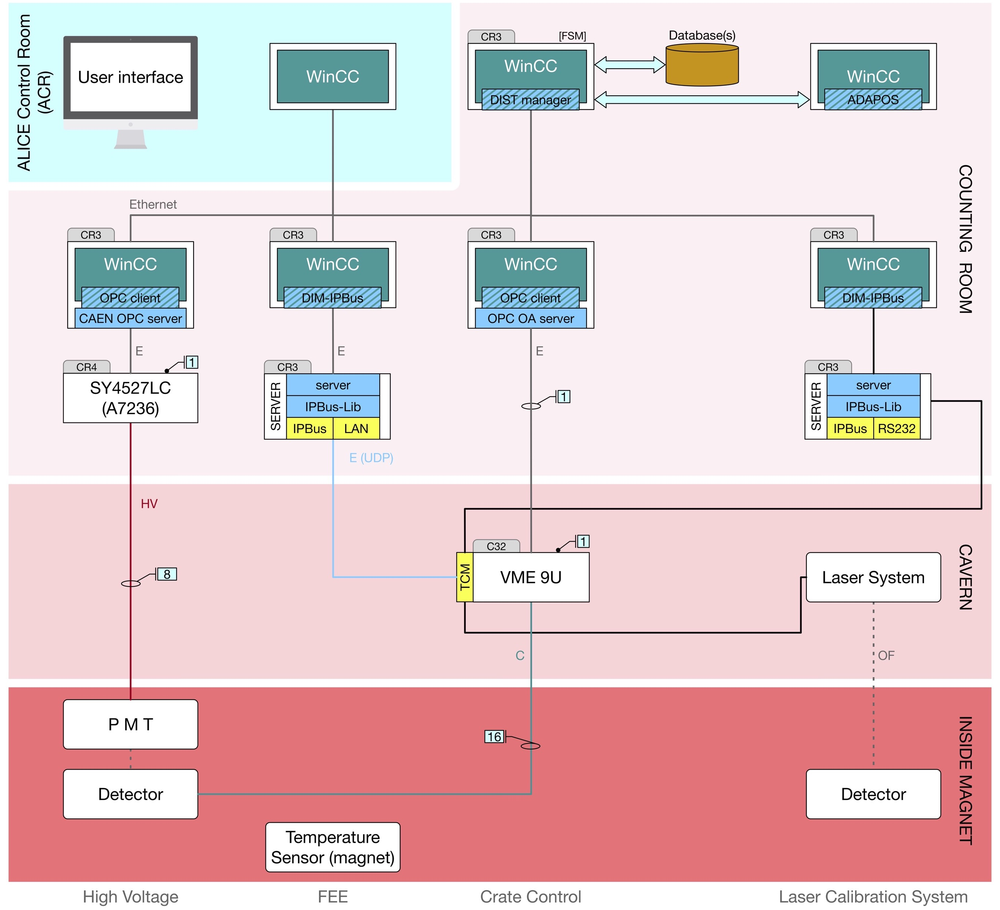 ALICE Control Room
(ACR)
User interface
WinCC
CR3
[FSM]
WinCC
DIST manager
Database(s)
WinCC
ADAPOS
COUNTING ROOM
Ethernet
CR3
WinCC
OPC client
CAEN OPC server
CR3
WinCC
DIM-IPBus
CR3
WinCC
OPC client
OPC OA server
CR3
WinCC
DIM-IPBus
E
E
E
1
CR4
SY4527LC
(A7236)
CR3
SERVER
server
IPBus-Lib
IPBus
LAN
1
CR3
SERVER
server
IPBus-Lib
IPBus
RS232
E (UDP)
HV
CAVERN
8
C32
1
TCM
VME 9U
Laser System
C
OF
INSIDE MAGNET
P M T
16
Detector
Detector
Temperature
Sensor (magnet)
High Voltage
FEE
Crate Control
Laser Calibration System